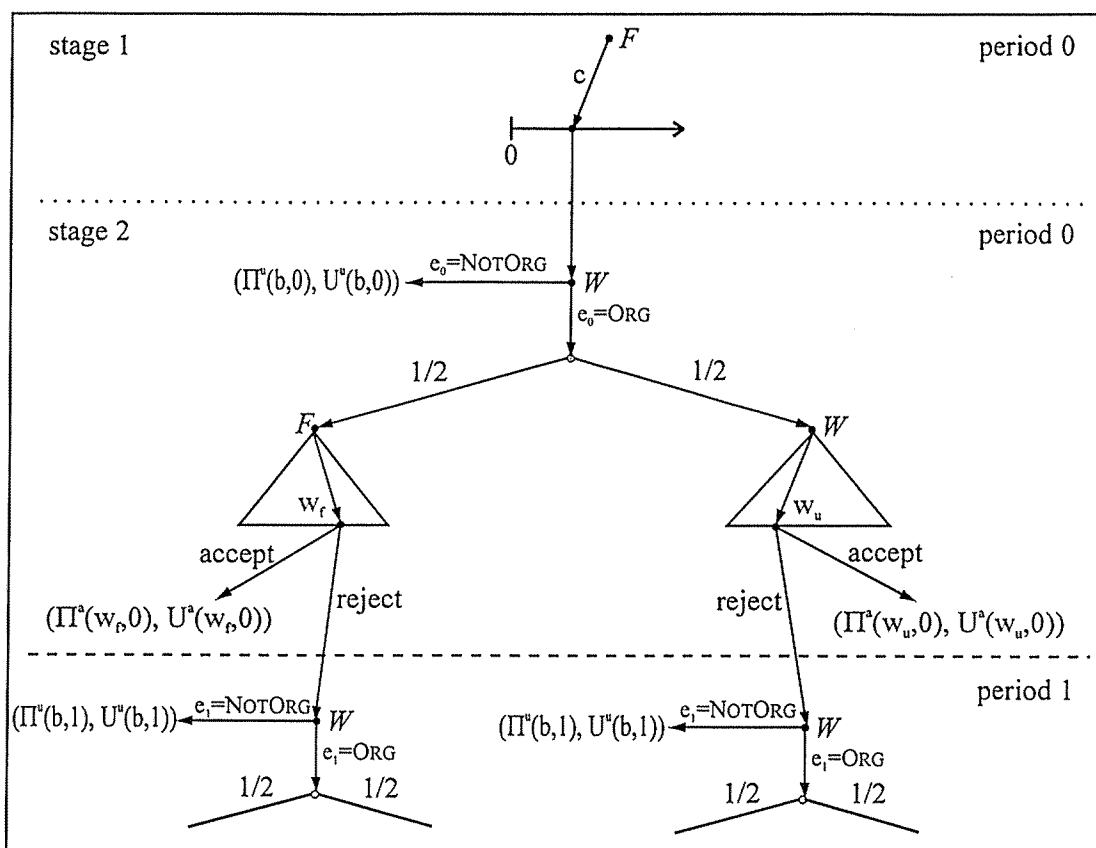 stage 1 F period 0
c
0
stage 2 period 0
(Πᵘ(b,0), Uᵘ(b,0)) e₀=NOTORG W
e₀=ORG
1/2 1/2
F W
w_f w_u
accept accept
reject reject
(Πᵃ(w_f,0), Uᵃ(w_f,0)) (Πᵃ(w_u,0), Uᵃ(w_u,0))
period 1
(Πᵘ(b,1), Uᵘ(b,1)) e₁=NOTORG W (Πᵘ(b,1), Uᵘ(b,1)) e₁=NOTORG W
e₁=ORG e₁=ORG
1/2 1/2 1/2 1/2